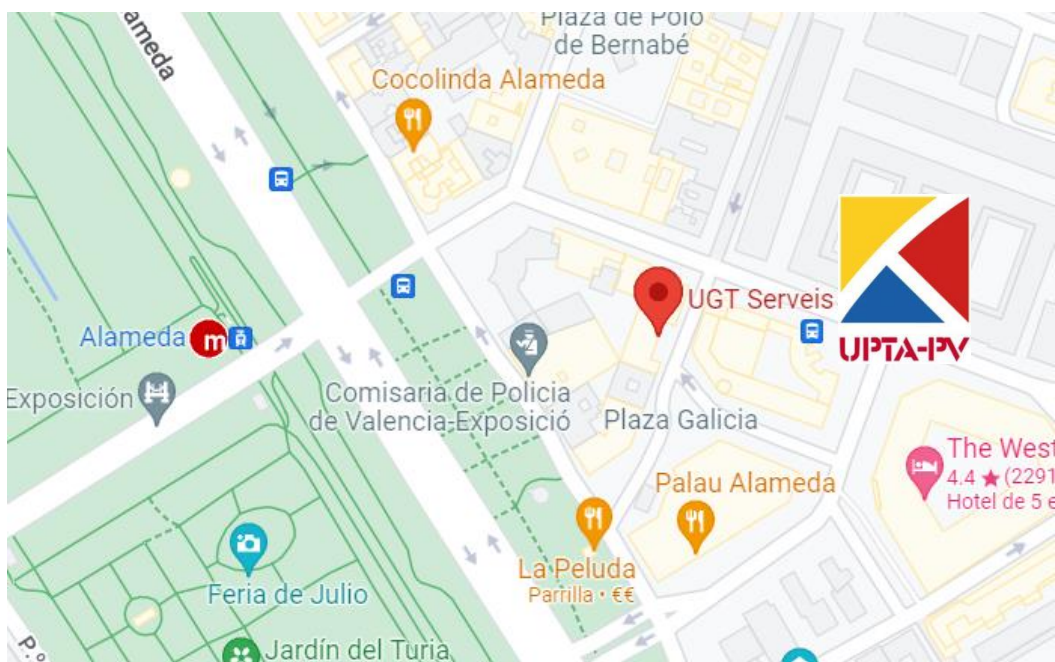 ameda
Plaza de Polo
de Bernabé
Cocolinda Alameda
UGT Serveis
UPTA-PV
Alameda
m
Exposición
Comisaria de Policia
de Valencia-Exposició
Plaza Galicia
The West
4.4 ★ (2291
Hotel de 5 e
Palau Alameda
La Peluda
Parrilla • €€
Feria de Julio
Jardín del Turia
P.º